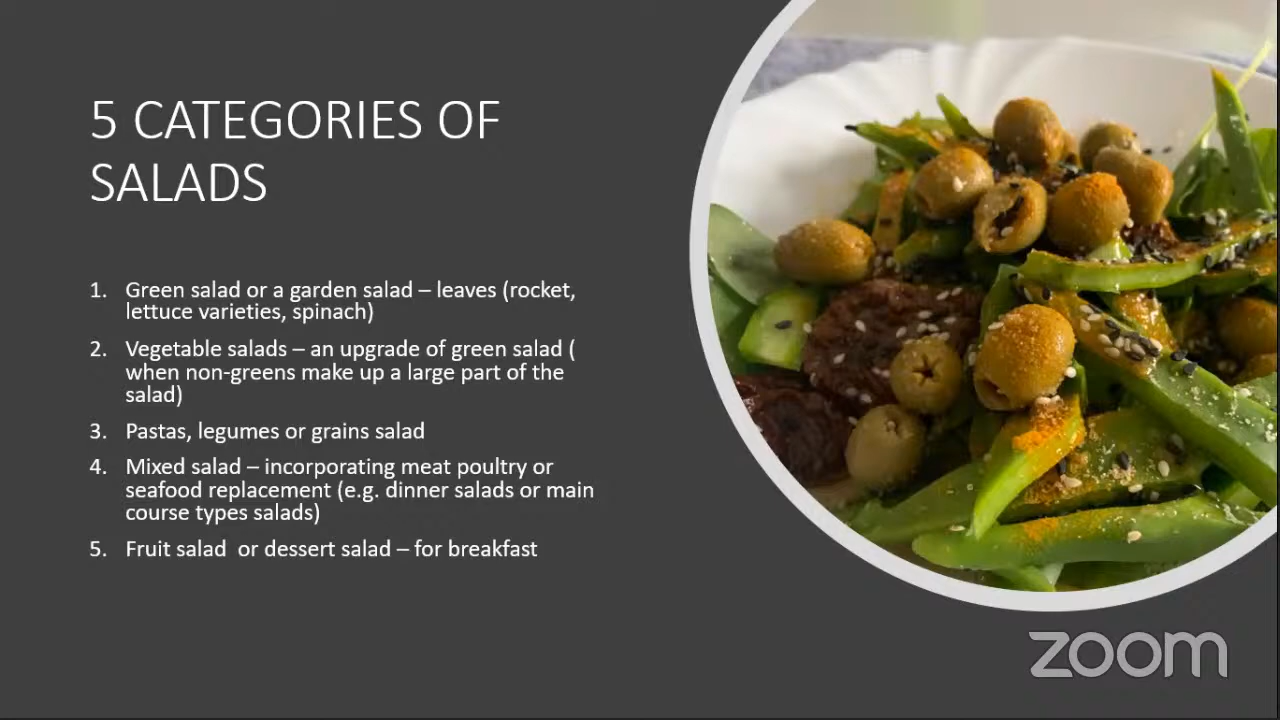 5 CATEGORIES OF
SALADS
1. Green salad or a garden salad – leaves (rocket,
lettuce varieties, spinach)
2. Vegetable salads – an upgrade of green salad (
when non-greens make up a large part of the
salad)
3. Pastas, legumes or grains salad
4. Mixed salad – incorporating meat poultry or
seafood replacement (e.g. dinner salads or main
course types salads)
5. Fruit salad  or dessert salad – for breakfast
zoom